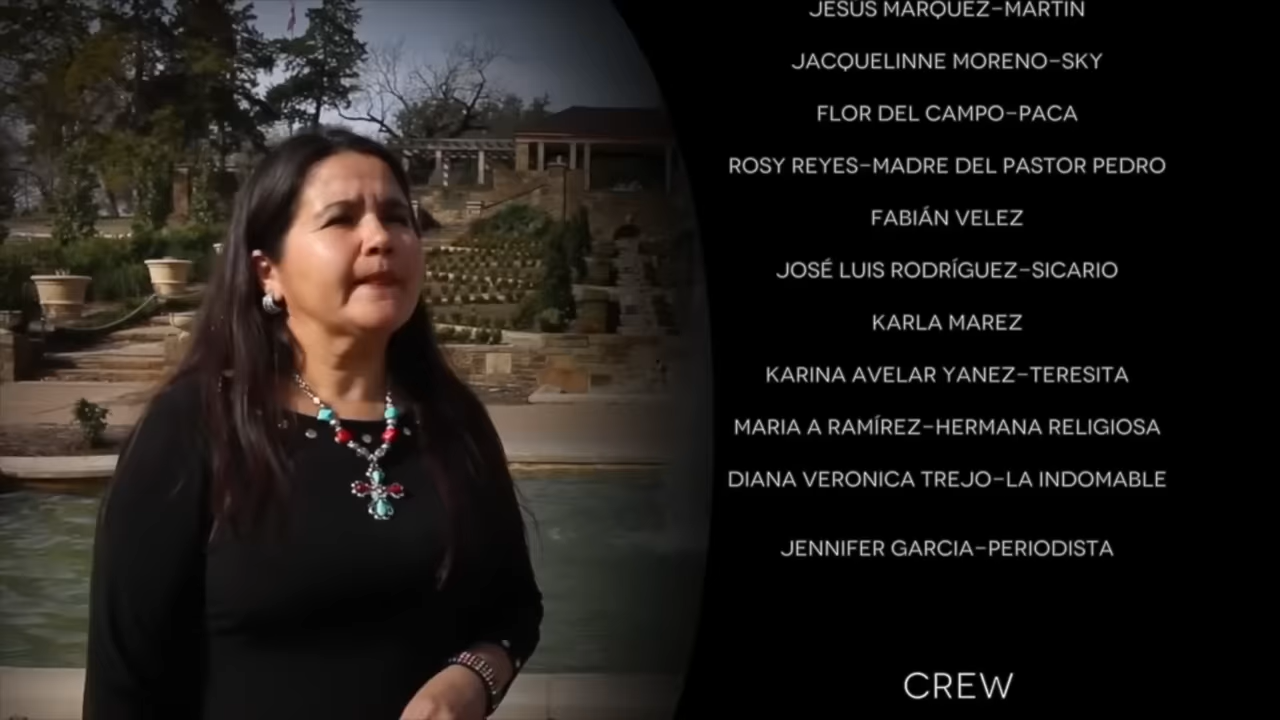 JESÚS MARQUEZ-MARTIN
JACQUELINNE MORENO-SKY
FLOR DEL CAMPO-PACA
ROSY REYES-MADRE DEL PASTOR PEDRO
FABIÁN VELEZ
JOSÉ LUIS RODRÍGUEZ-SICARIO
KARLA MAREZ
KARINA AVELAR YANEZ-TERESITA
MARIA A RAMÍREZ-HERMANA RELIGIOSA
DIANA VERONICA TREJO-LA INDOMABLE
JENNIFER GARCIA-PERIODISTA
CREW